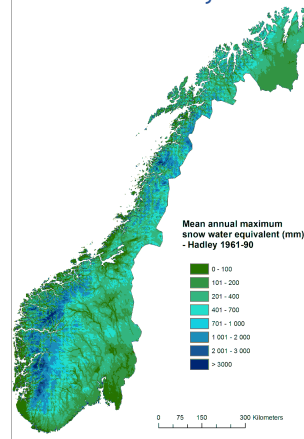 Mean annual maximum
snow water equivalent (mm)
- Hadley 1961-90
0 - 100
101 - 200
201 - 400
401 - 700
701 - 1 000
1 001 - 2 000
2 001 - 3 000
> 3000
0 75 150 300 Kilometers